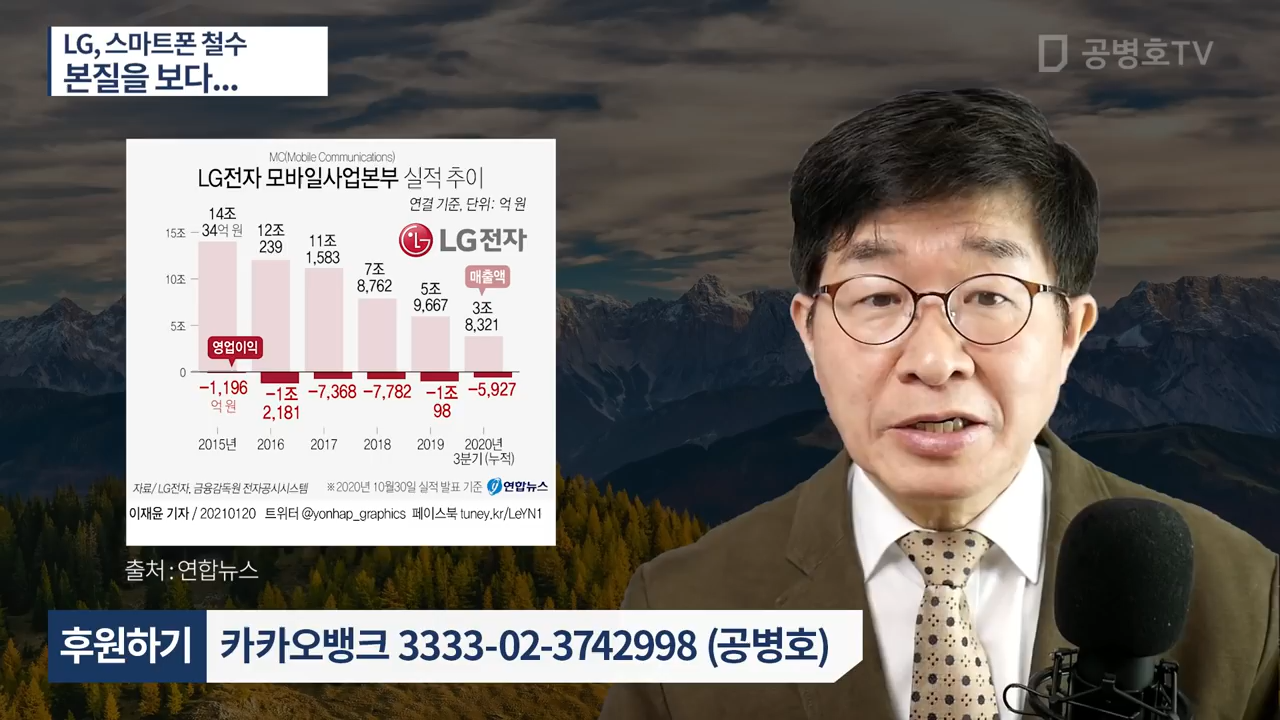 LG, 스마트폰 철수
본질을 보다...
공병호TV
MC(Mobile Communications)
LG전자 모바일사업본부 실적 추이
연결 기준, 단위: 억 원
LG전자
14조
34억 원
12조
239
11조
1,583
7조
8,762
5조
9,667
매출액
3조
8,321
15조
10조
5조
0
영업이익
-1,196
억 원
-1조
2,181
-7,368
-7,782
-1조
98
-5,927
2015년
2016
2017
2018
2019
2020년
3분기 (누적)
자료/ LG전자, 금융감독원 전자공시시스템
※2020년 10월30일 실적 발표 기준
연합뉴스
이재윤 기자 / 20210120 트위터 @yonhap_graphics 페이스북 tuney.kr/LeYN1
출처 : 연합뉴스
후원하기
카카오뱅크 3333-02-3742998 (공병호)